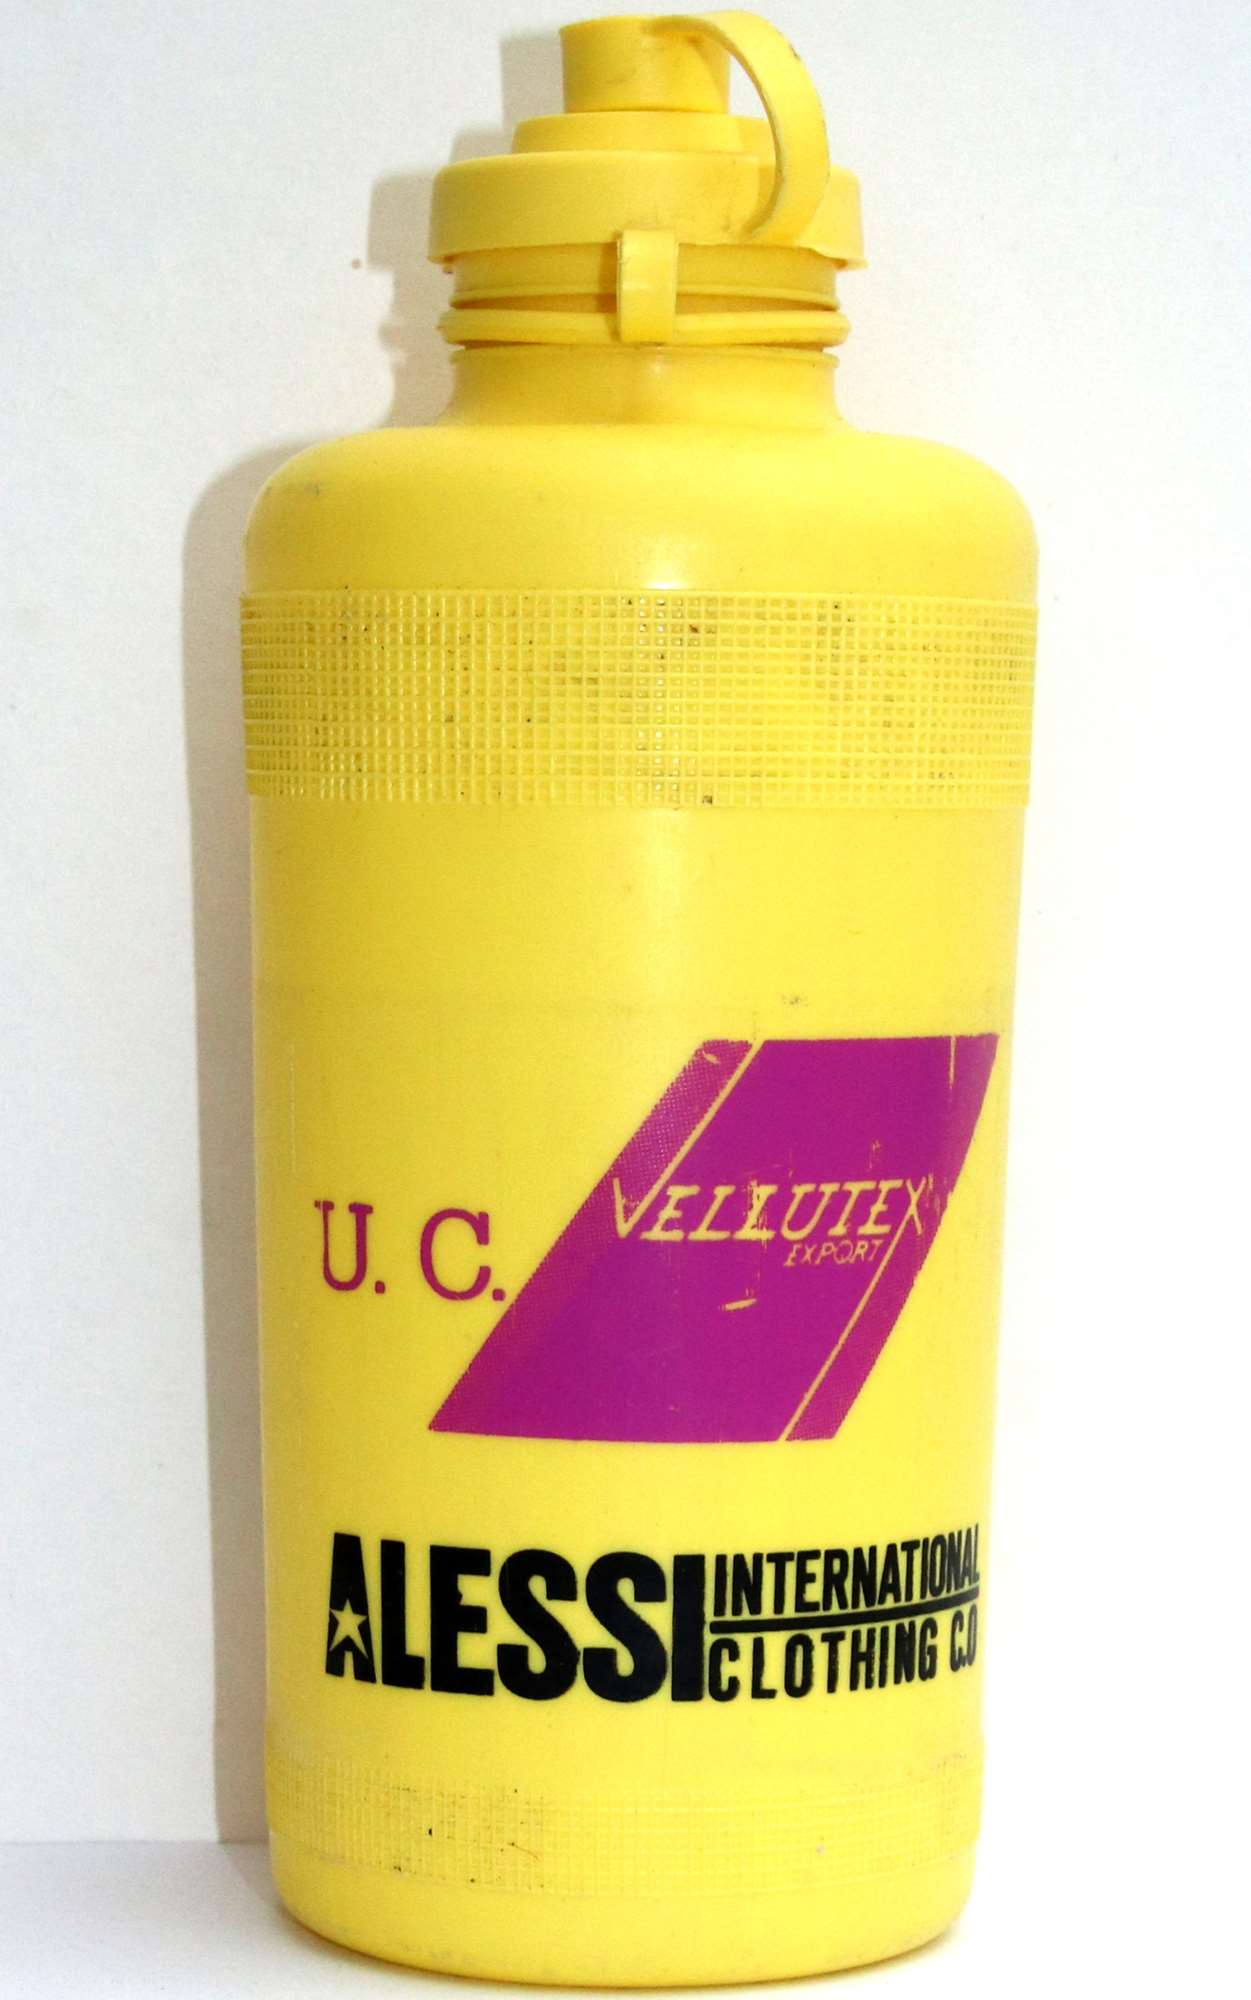 U. C.
VELLUTEX
EXPORT
ALESSI INTERNATIONAL
CLOTHING C.O